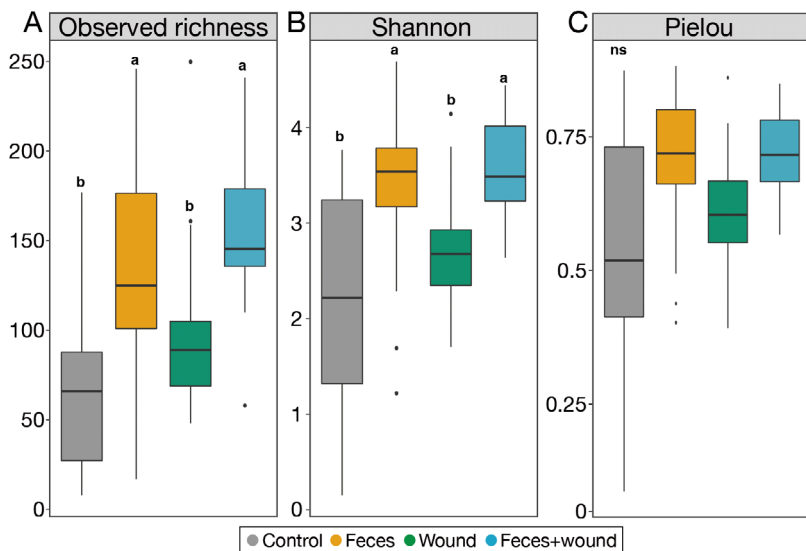 A Observed richness
250
200
150
100
50
0
b
a
b
a
B Shannon
4
3
2
1
0
b
a
b
a
C Pielou
0.75
0.5
0.25
0
ns
Control Feces Wound Feces+wound